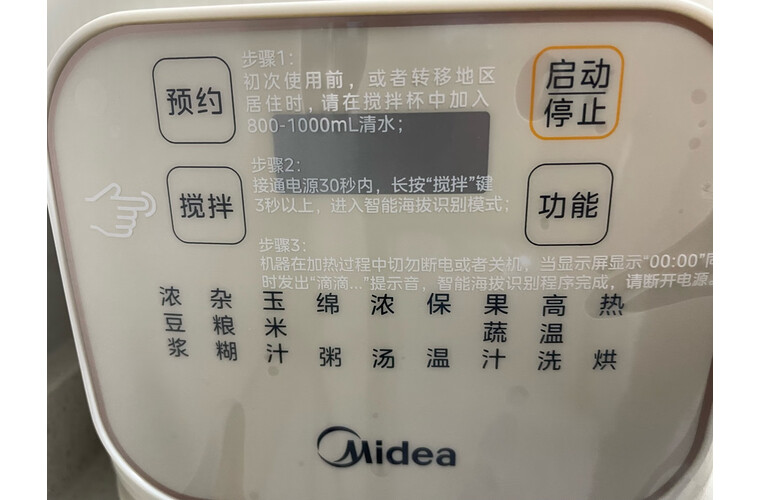 步骤1：
初次使用前，或者转移地区
居住时，请在搅拌杯中加入
800-1000mL清水；
预约
启动
停止
步骤2：
接通电源30秒内，长按“搅拌”键
3秒以上，进入智能海拔识别模式；
搅拌
功能
步骤3：
机器在加热过程中切勿断电或者关机，当显示屏显示“00:00”同
时发出“滴滴...”提示音，智能海拔识别程序完成，请断开电源。
浓豆浆
杂粮糊
玉米汁
绵粥
浓汤
保温
果蔬汁
高温洗
热烘
Midea